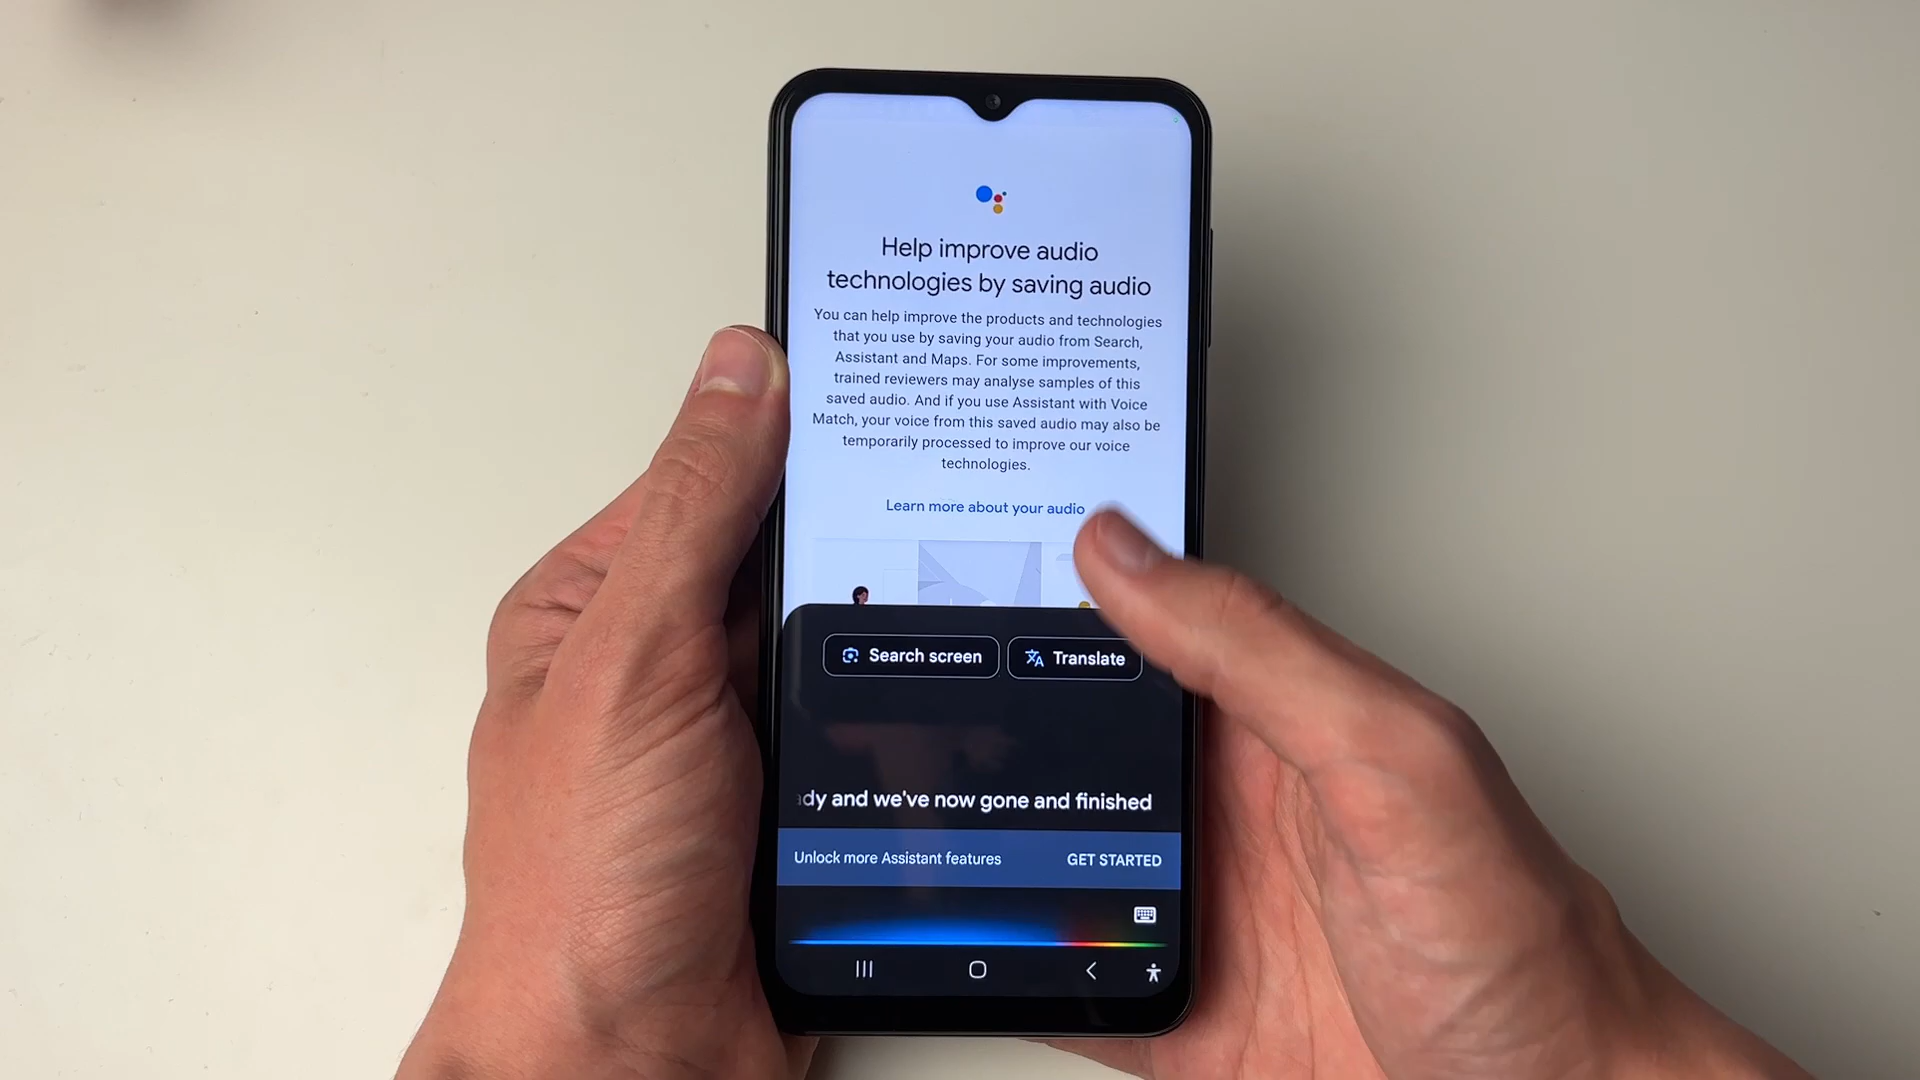 Help improve audio
technologies by saving audio
You can help improve the products and technologies
that you use by saving your audio from Search,
Assistant and Maps. For some improvements,
trained reviewers may analyse samples of this
saved audio. And if you use Assistant with Voice
Match, your voice from this saved audio may also be
temporarily processed to improve our voice
technologies.
Learn more about your audio
Search screen Translate
and we've now gone and finished
Unlock more Assistant features GET STARTED